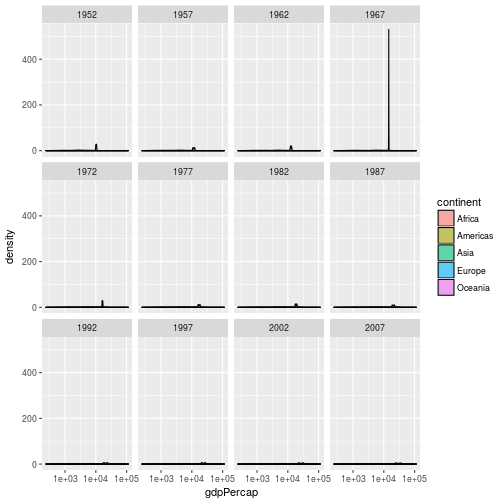 1952 1957 1962 1967
400
200
0
1972 1977 1982 1987
400
200
0
1992 1997 2002 2007
400
200
0
1e+03 1e+04 1e+05 1e+03 1e+04 1e+05 1e+03 1e+04 1e+05 1e+03 1e+04 1e+05
gdpPercap
density
continent
Africa
Americas
Asia
Europe
Oceania